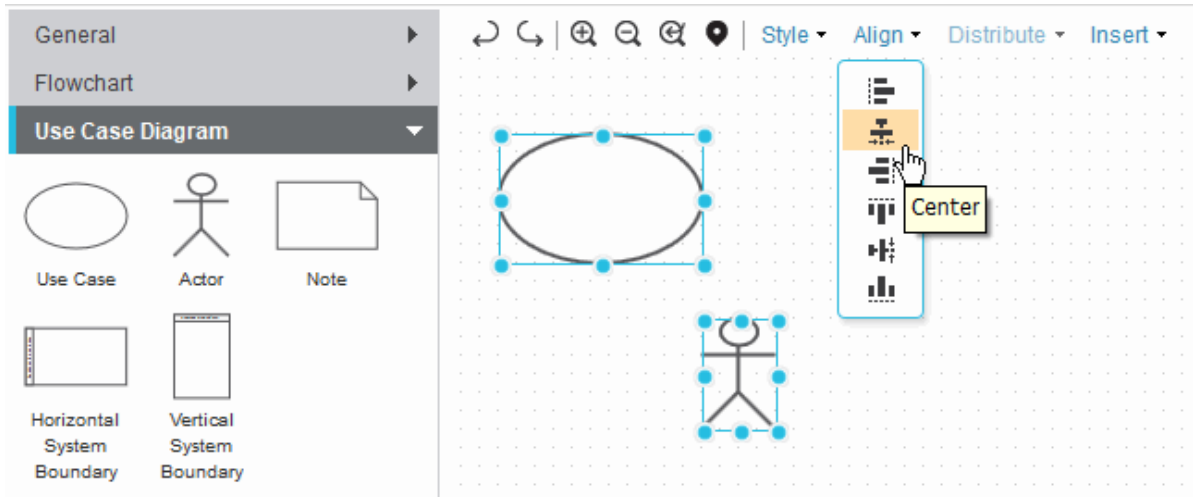 General
Flowchart
Use Case Diagram
Use Case
Actor
Note
Horizontal
System
Boundary
Vertical
System
Boundary
Style
Align
Distribute
Insert
Center